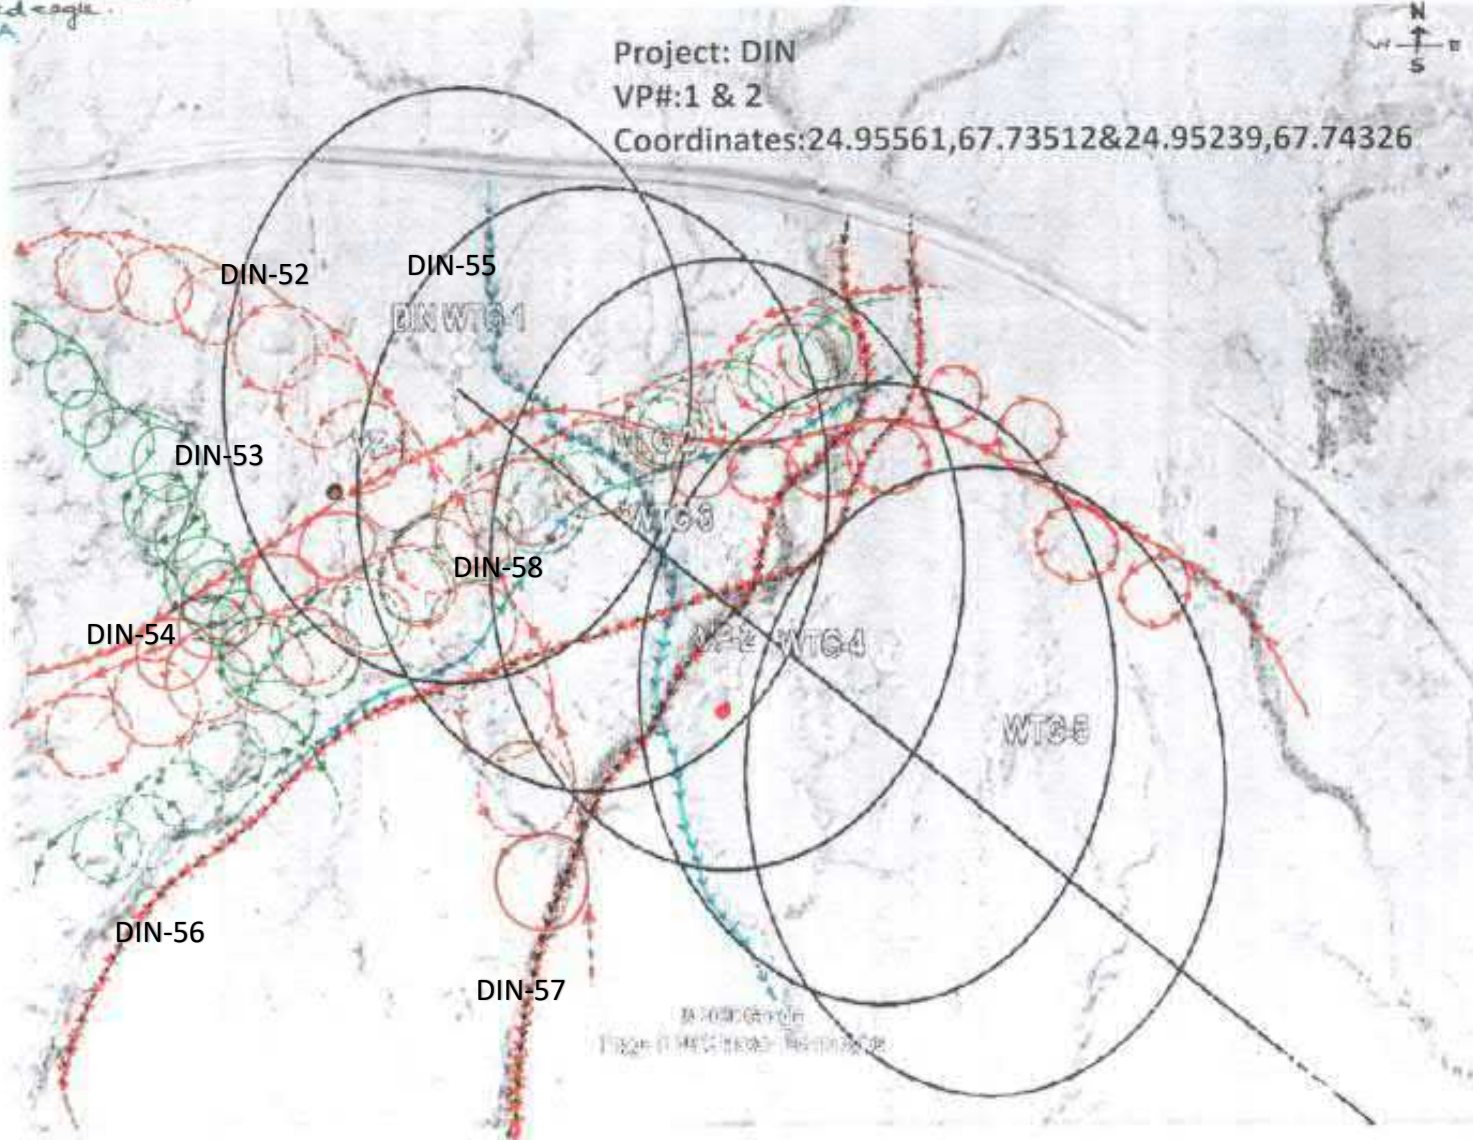 N
S
Project: DIN
VP#:1 & 2
Coordinates:24.95561,67.73512&24.95239,67.74326
DIN-52
DIN-55
DIN WTG-1
DIN-53
WTG-3
DIN-58
DIN-54
VP-2 WTG-4
WTG-5
DIN-56
DIN-57